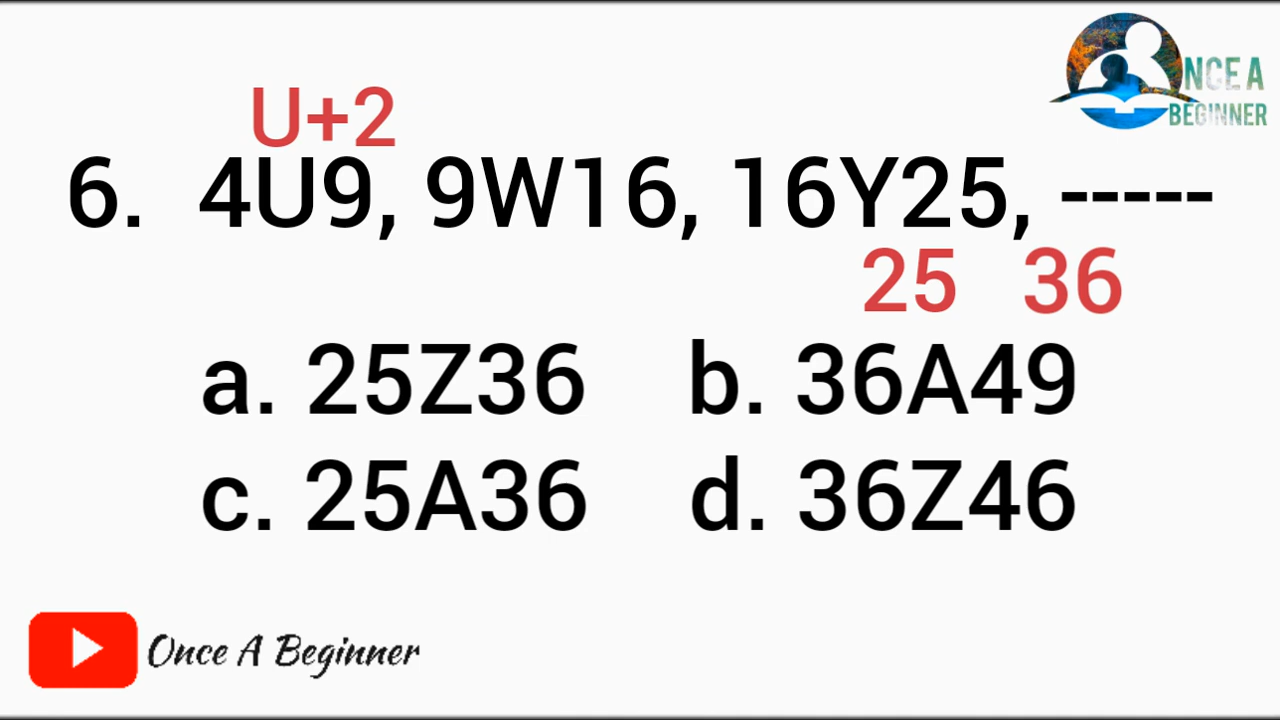 NCE A
BEGINNER
U+2
6. 4U9, 9W16, 16Y25, -----
25 36
a. 25Z36 b. 36A49
c. 25A36 d. 36Z46
Once A Beginner